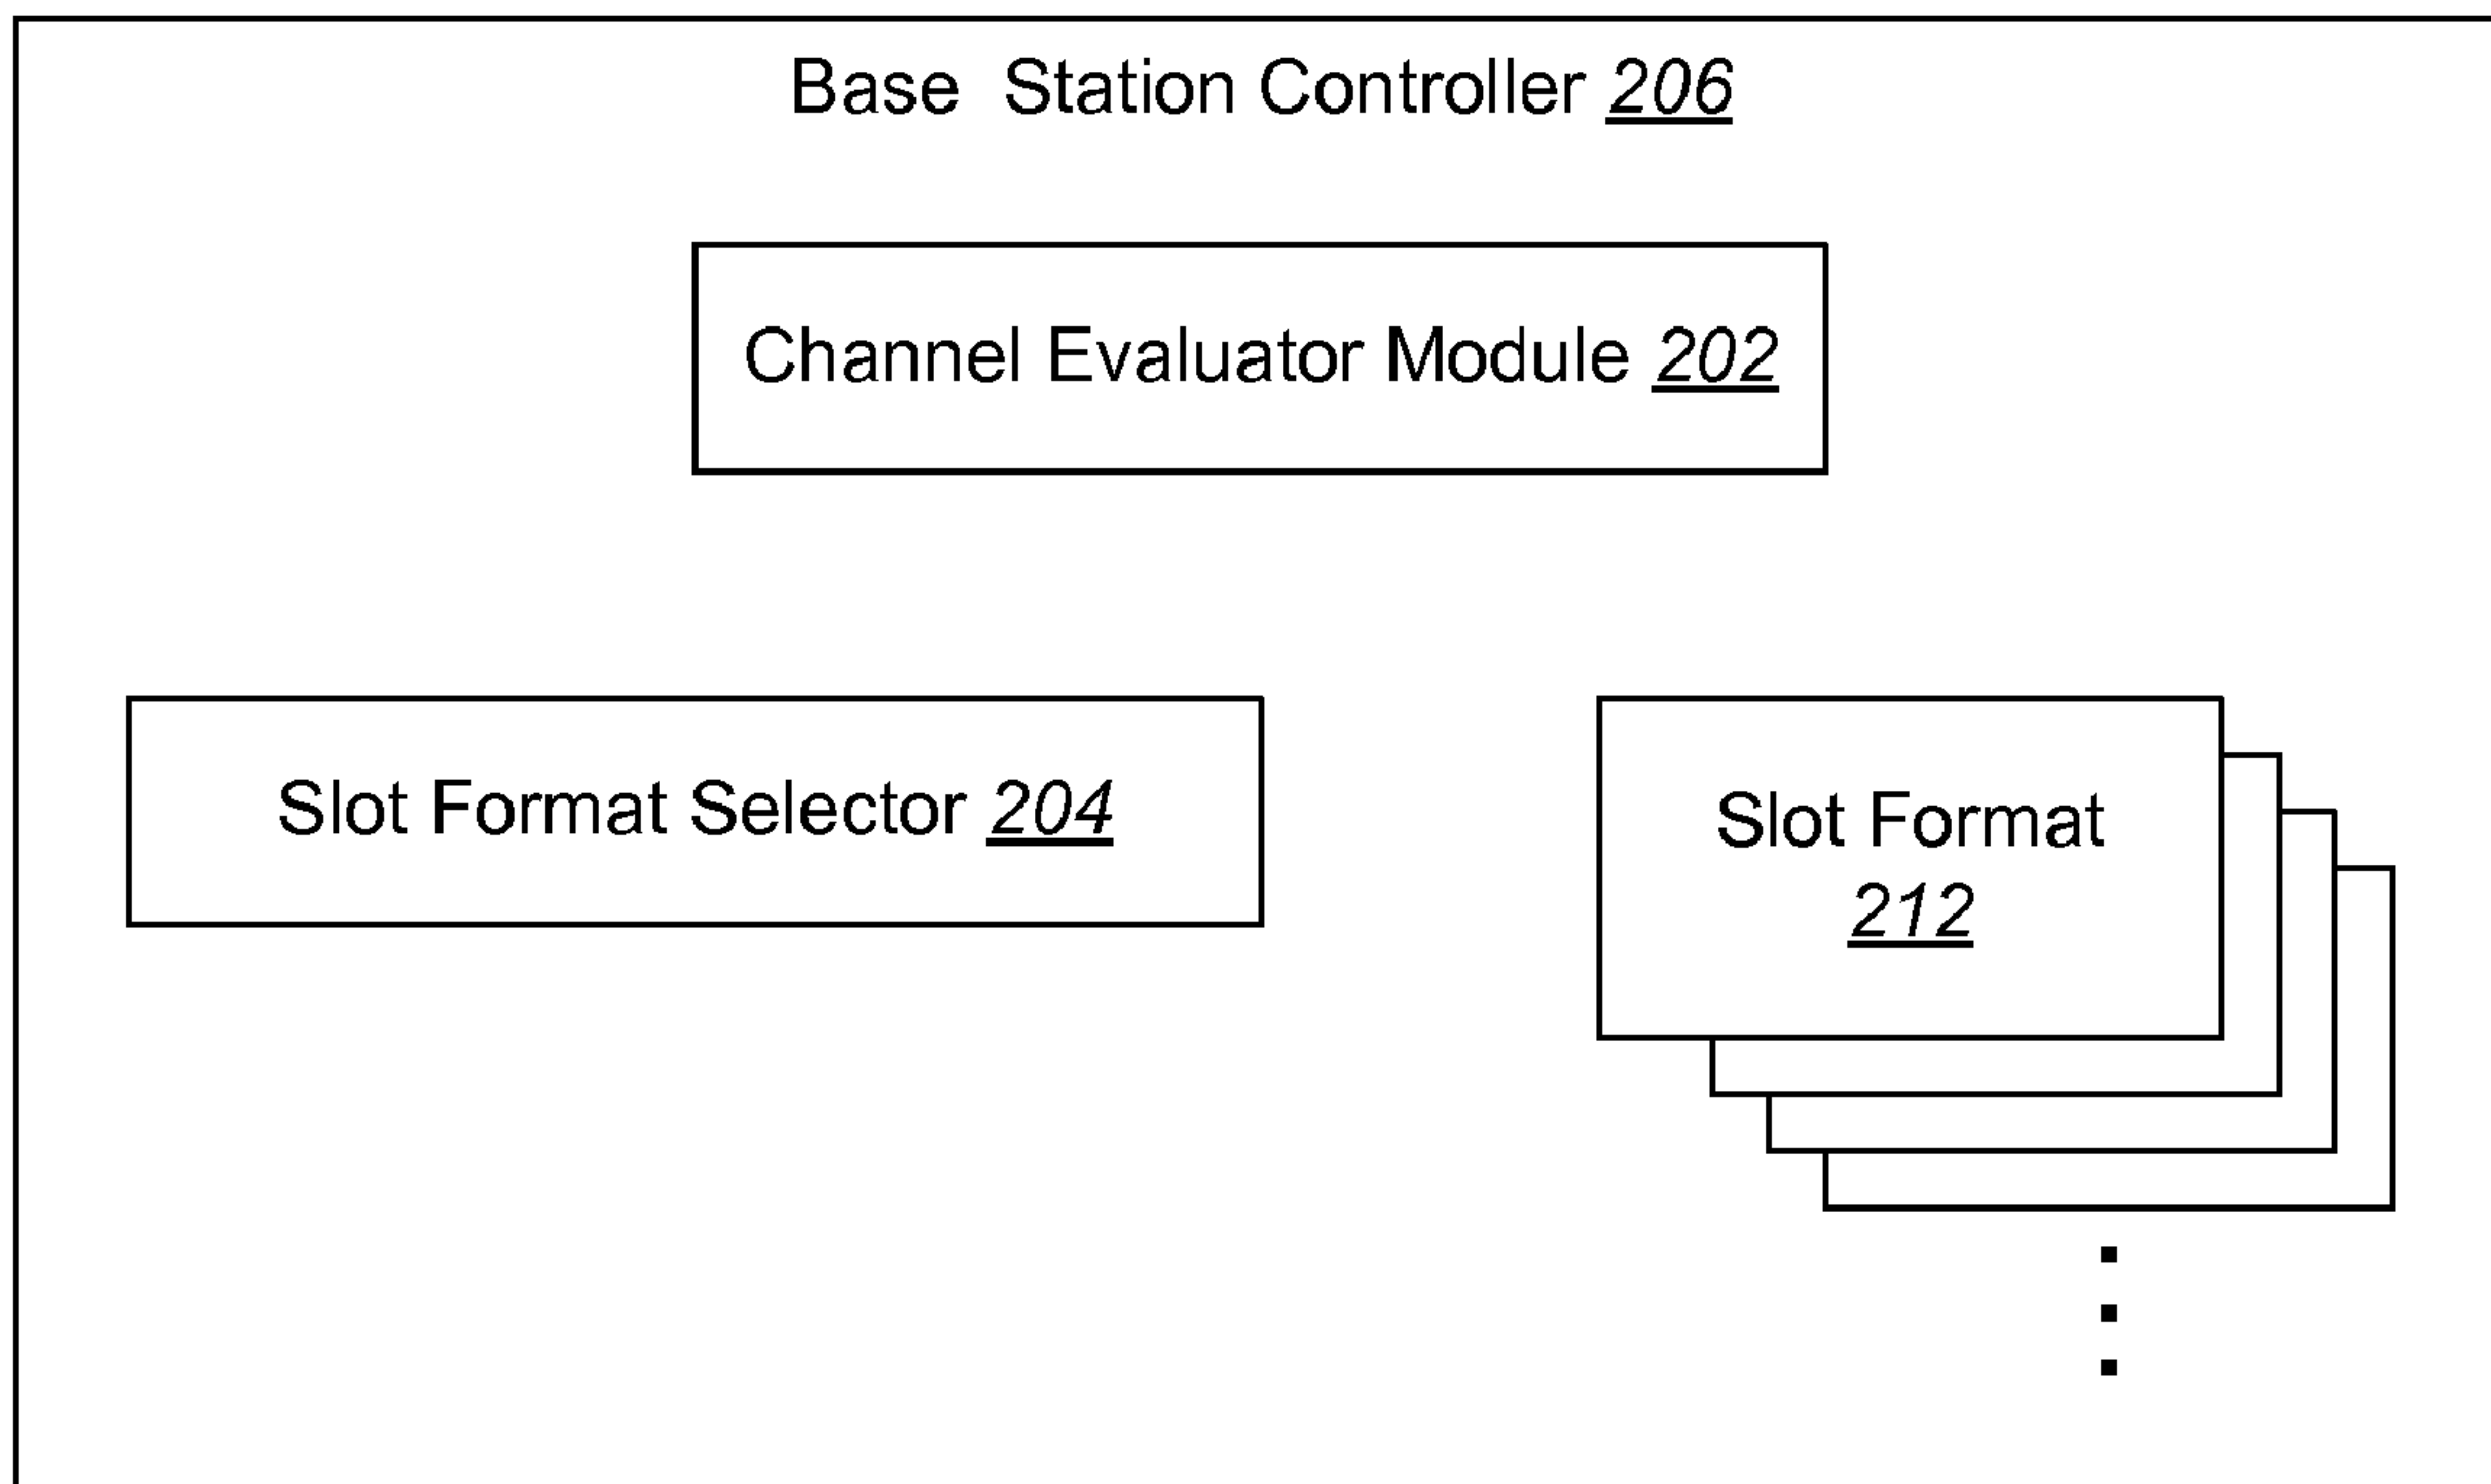 Base Station Controller 206
Channel Evaluator Module 202
Slot Format Selector 204
Slot Format
212